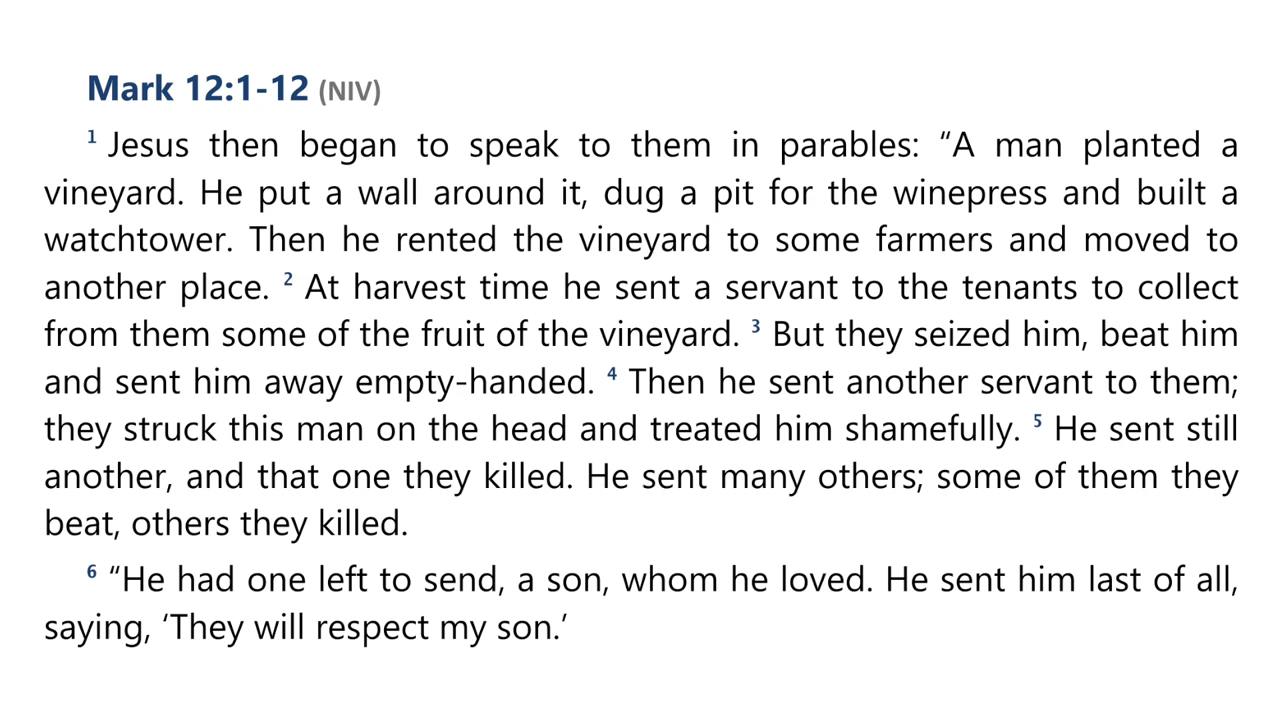 Mark 12:1-12 (NIV)
1 Jesus then began to speak to them in parables: “A man planted a
vineyard. He put a wall around it, dug a pit for the winepress and built a
watchtower. Then he rented the vineyard to some farmers and moved to
another place. 2 At harvest time he sent a servant to the tenants to collect
from them some of the fruit of the vineyard. 3 But they seized him, beat him
and sent him away empty-handed. 4 Then he sent another servant to them;
they struck this man on the head and treated him shamefully. 5 He sent still
another, and that one they killed. He sent many others; some of them they
beat, others they killed.
6 “He had one left to send, a son, whom he loved. He sent him last of all,
saying, ‘They will respect my son.’